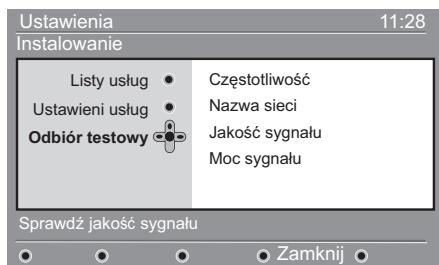 Ustawienia 11:28
Instalowanie
Listy usług
Ustawieni usług
Odbiór testowy
Częstotliwość
Nazwa sieci
Jakość sygnału
Moc sygnału
Sprawdź jakość sygnału
Zamknij